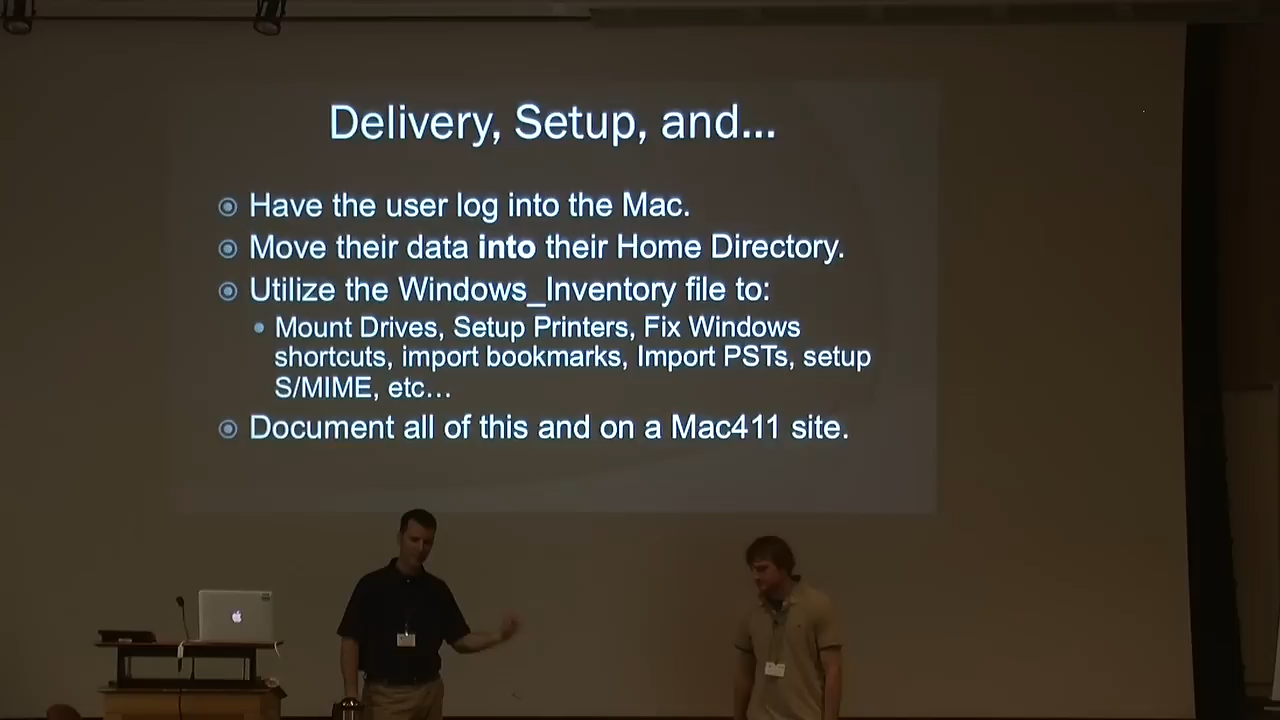 Delivery, Setup, and...
Have the user log into the Mac.
Move their data into their Home Directory.
Utilize the Windows_Inventory file to:
Mount Drives, Setup Printers, Fix Windows
shortcuts, import bookmarks, Import PSTs, setup
S/MIME, etc…
Document all of this and on a Mac411 site.